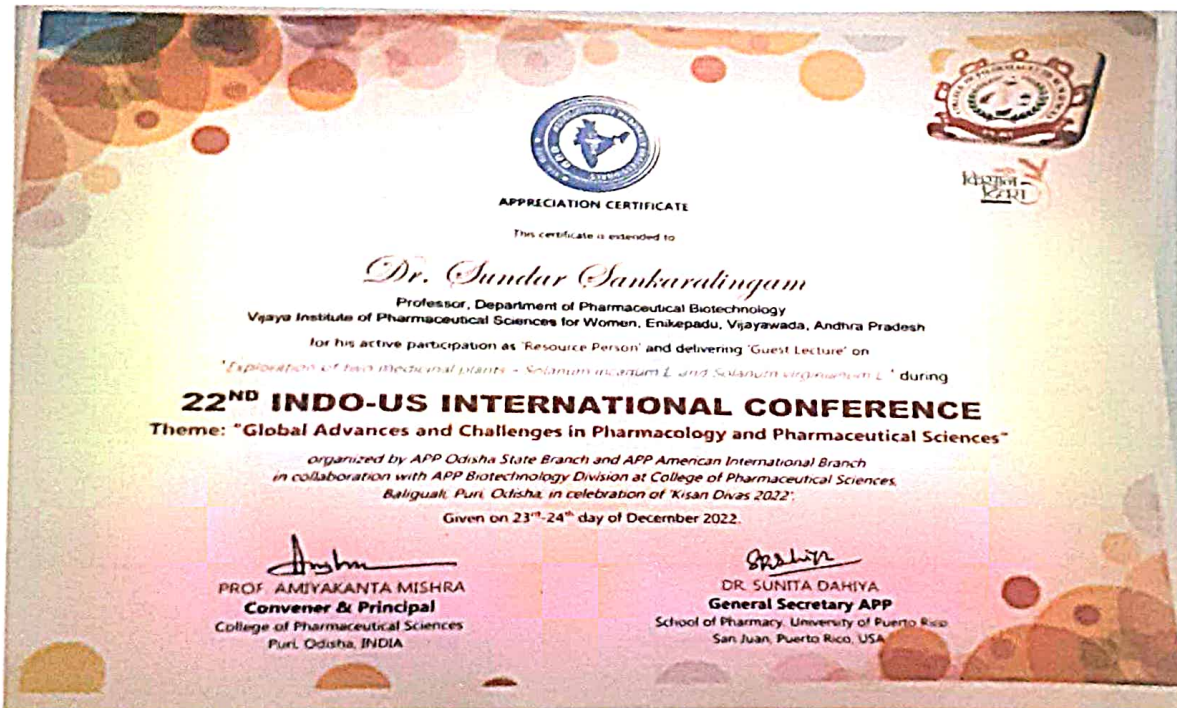 APPRECIATION CERTIFICATE
This certificate is extended to
Dr. Sundar Sankaralingam
Professor, Department of Pharmaceutical Biotechnology
Vijaya Institute of Pharmaceutical Sciences for Women, Enikepadu, Vijayawada, Andhra Pradesh
for his active participation as 'Resource Person' and delivering 'Guest Lecture' on
"Exploration of two medicinal plants - Solanum incanum L. and Solanum virginianum L." during
22ND INDO-US INTERNATIONAL CONFERENCE
Theme: "Global Advances and Challenges in Pharmacology and Pharmaceutical Sciences"
organized by APP Odisha State Branch and APP American International Branch
in collaboration with APP Biotechnology Division at College of Pharmaceutical Sciences,
Baliguali, Puri, Odisha, in celebration of 'Kisan Divas 2022'.
Given on 23rd-24th day of December 2022.
PROF. AMIYAKANTA MISHRA
Convener & Principal
College of Pharmaceutical Sciences
Puri, Odisha, INDIA
DR. SUNITA DAHIYA
General Secretary APP
School of Pharmacy, University of Puerto Rico
San Juan, Puerto Rico, USA